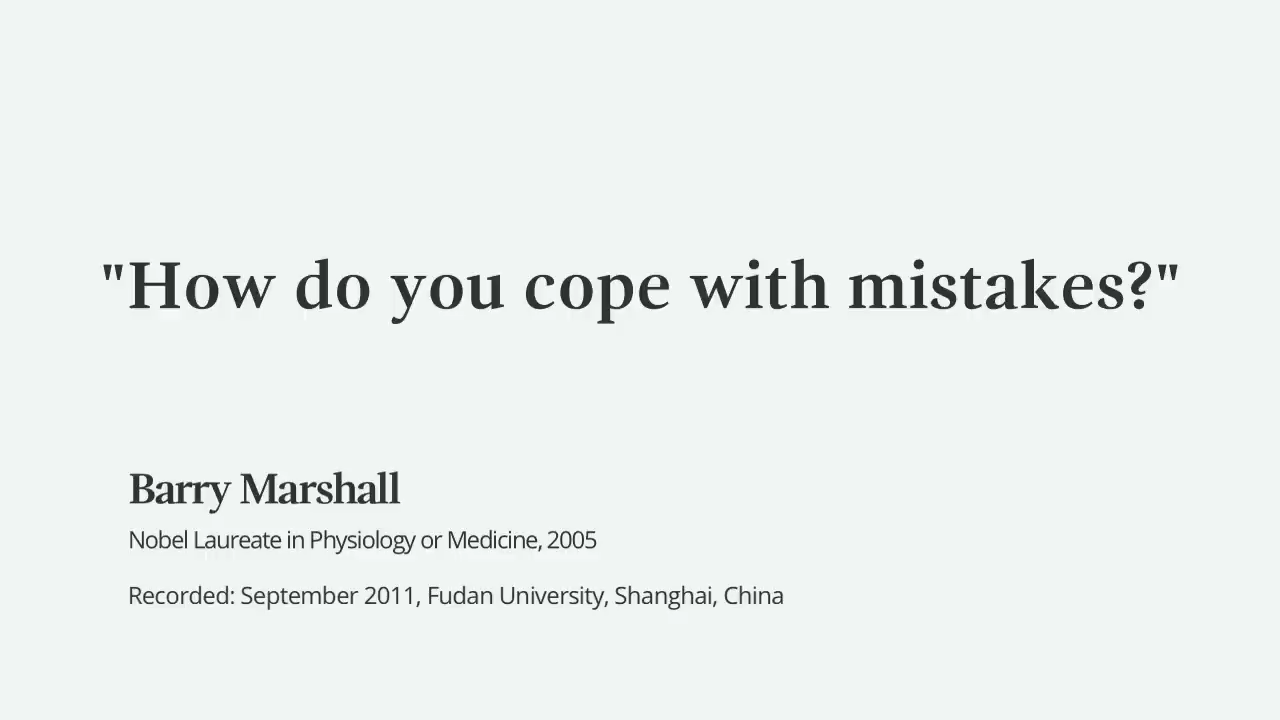 "How do you cope with mistakes?"
Barry Marshall
Nobel Laureate in Physiology or Medicine, 2005
Recorded: September 2011, Fudan University, Shanghai, China